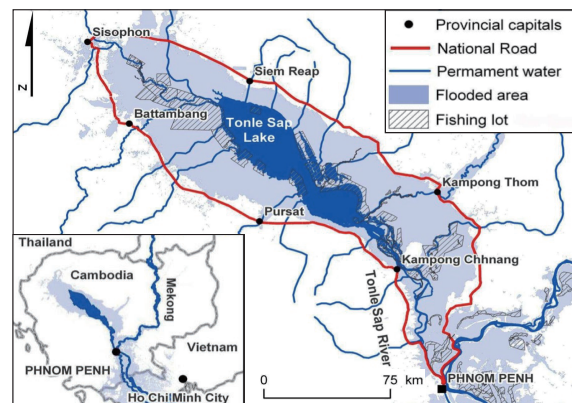 Sisophon
Siem Reap
Battambang
Tonle Sap
Lake
Pursat
Kampong Thom
Kampong Chhnang
Tonle Sap River
PHNOM PENH
0 75 km
N
Provincial capitals
National Road
Permament water
Flooded area
Fishing lot
Thailand
Cambodia
Mekong
Vietnam
PHNOM PENH
Ho Chi Minh City